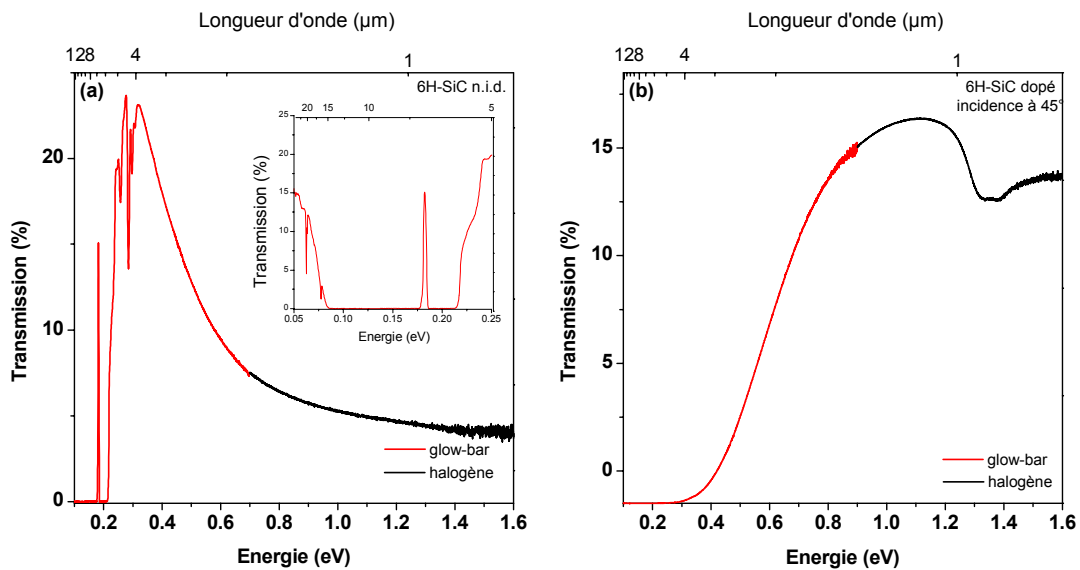 Longueur d'onde (µm)
128 4 1
(a)
6H-SiC n.i.d.
20 15 10 5
25
20
15
10
5
0
Transmission (%)
0.05 0.10 0.15 0.20 0.25
Energie (eV)
20
10
0
Transmission (%)
glow-bar
halogène
0.2 0.4 0.6 0.8 1.0 1.2 1.4 1.6
Energie (eV)
Longueur d'onde (µm)
128 4 1
(b)
6H-SiC dopé
incidence à 45°
15
10
5
0
Transmission (%)
glow-bar
halogène
0.2 0.4 0.6 0.8 1.0 1.2 1.4 1.6
Energie (eV)